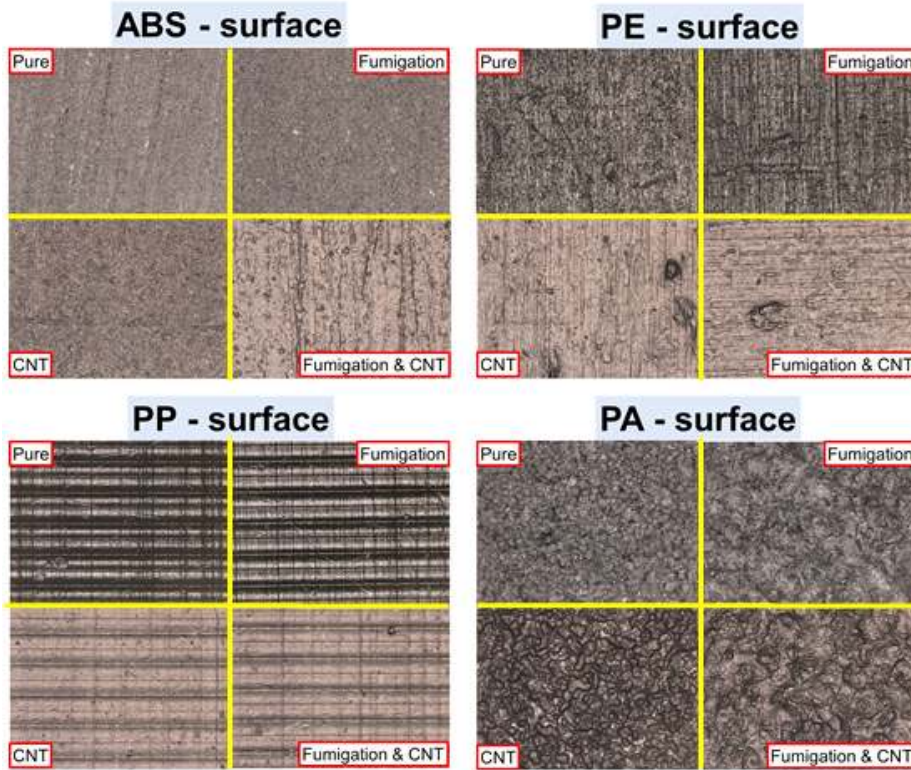 ABS - surface
PE - surface
Pure
Fumigation
Pure
Fumigation
CNT
Fumigation & CNT
CNT
Fumigation & CNT
PP - surface
PA - surface
Pure
Fumigation
Pure
Fumigation
CNT
Fumigation & CNT
CNT
Fumigation & CNT